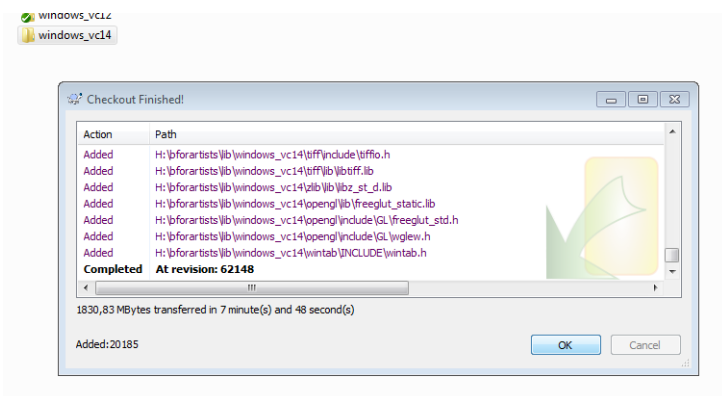 windows_vc12
windows_vc14
Checkout Finished!
Action Path
Added H:\bforartists\lib\windows_vc14\tiff\include\tiffio.h
Added H:\bforartists\lib\windows_vc14\tiff\lib\libtiff.lib
Added H:\bforartists\lib\windows_vc14\zlib\lib\libz_st_d.lib
Added H:\bforartists\lib\windows_vc14\opengl\lib\freeglut_static.lib
Added H:\bforartists\lib\windows_vc14\opengl\include\GL\freeglut_std.h
Added H:\bforartists\lib\windows_vc14\opengl\include\GL\wglew.h
Added H:\bforartists\lib\windows_vc14\wintab\INCLUDE\wintab.h
Completed At revision: 62148
1830,83 MBytes transferred in 7 minute(s) and 48 second(s)
Added:20185
OK Cancel